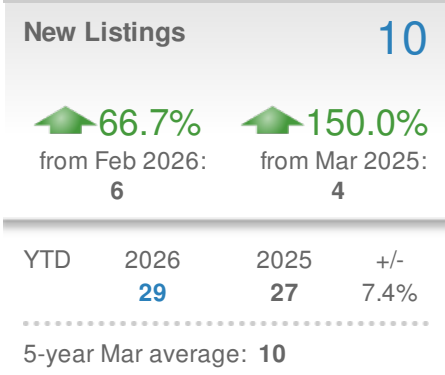 New Listings 10
66.7% 150.0%
from Feb 2026: from Mar 2025:
6 4
YTD 2026 2025 +/-
29 27 7.4%
5-year Mar average: 10